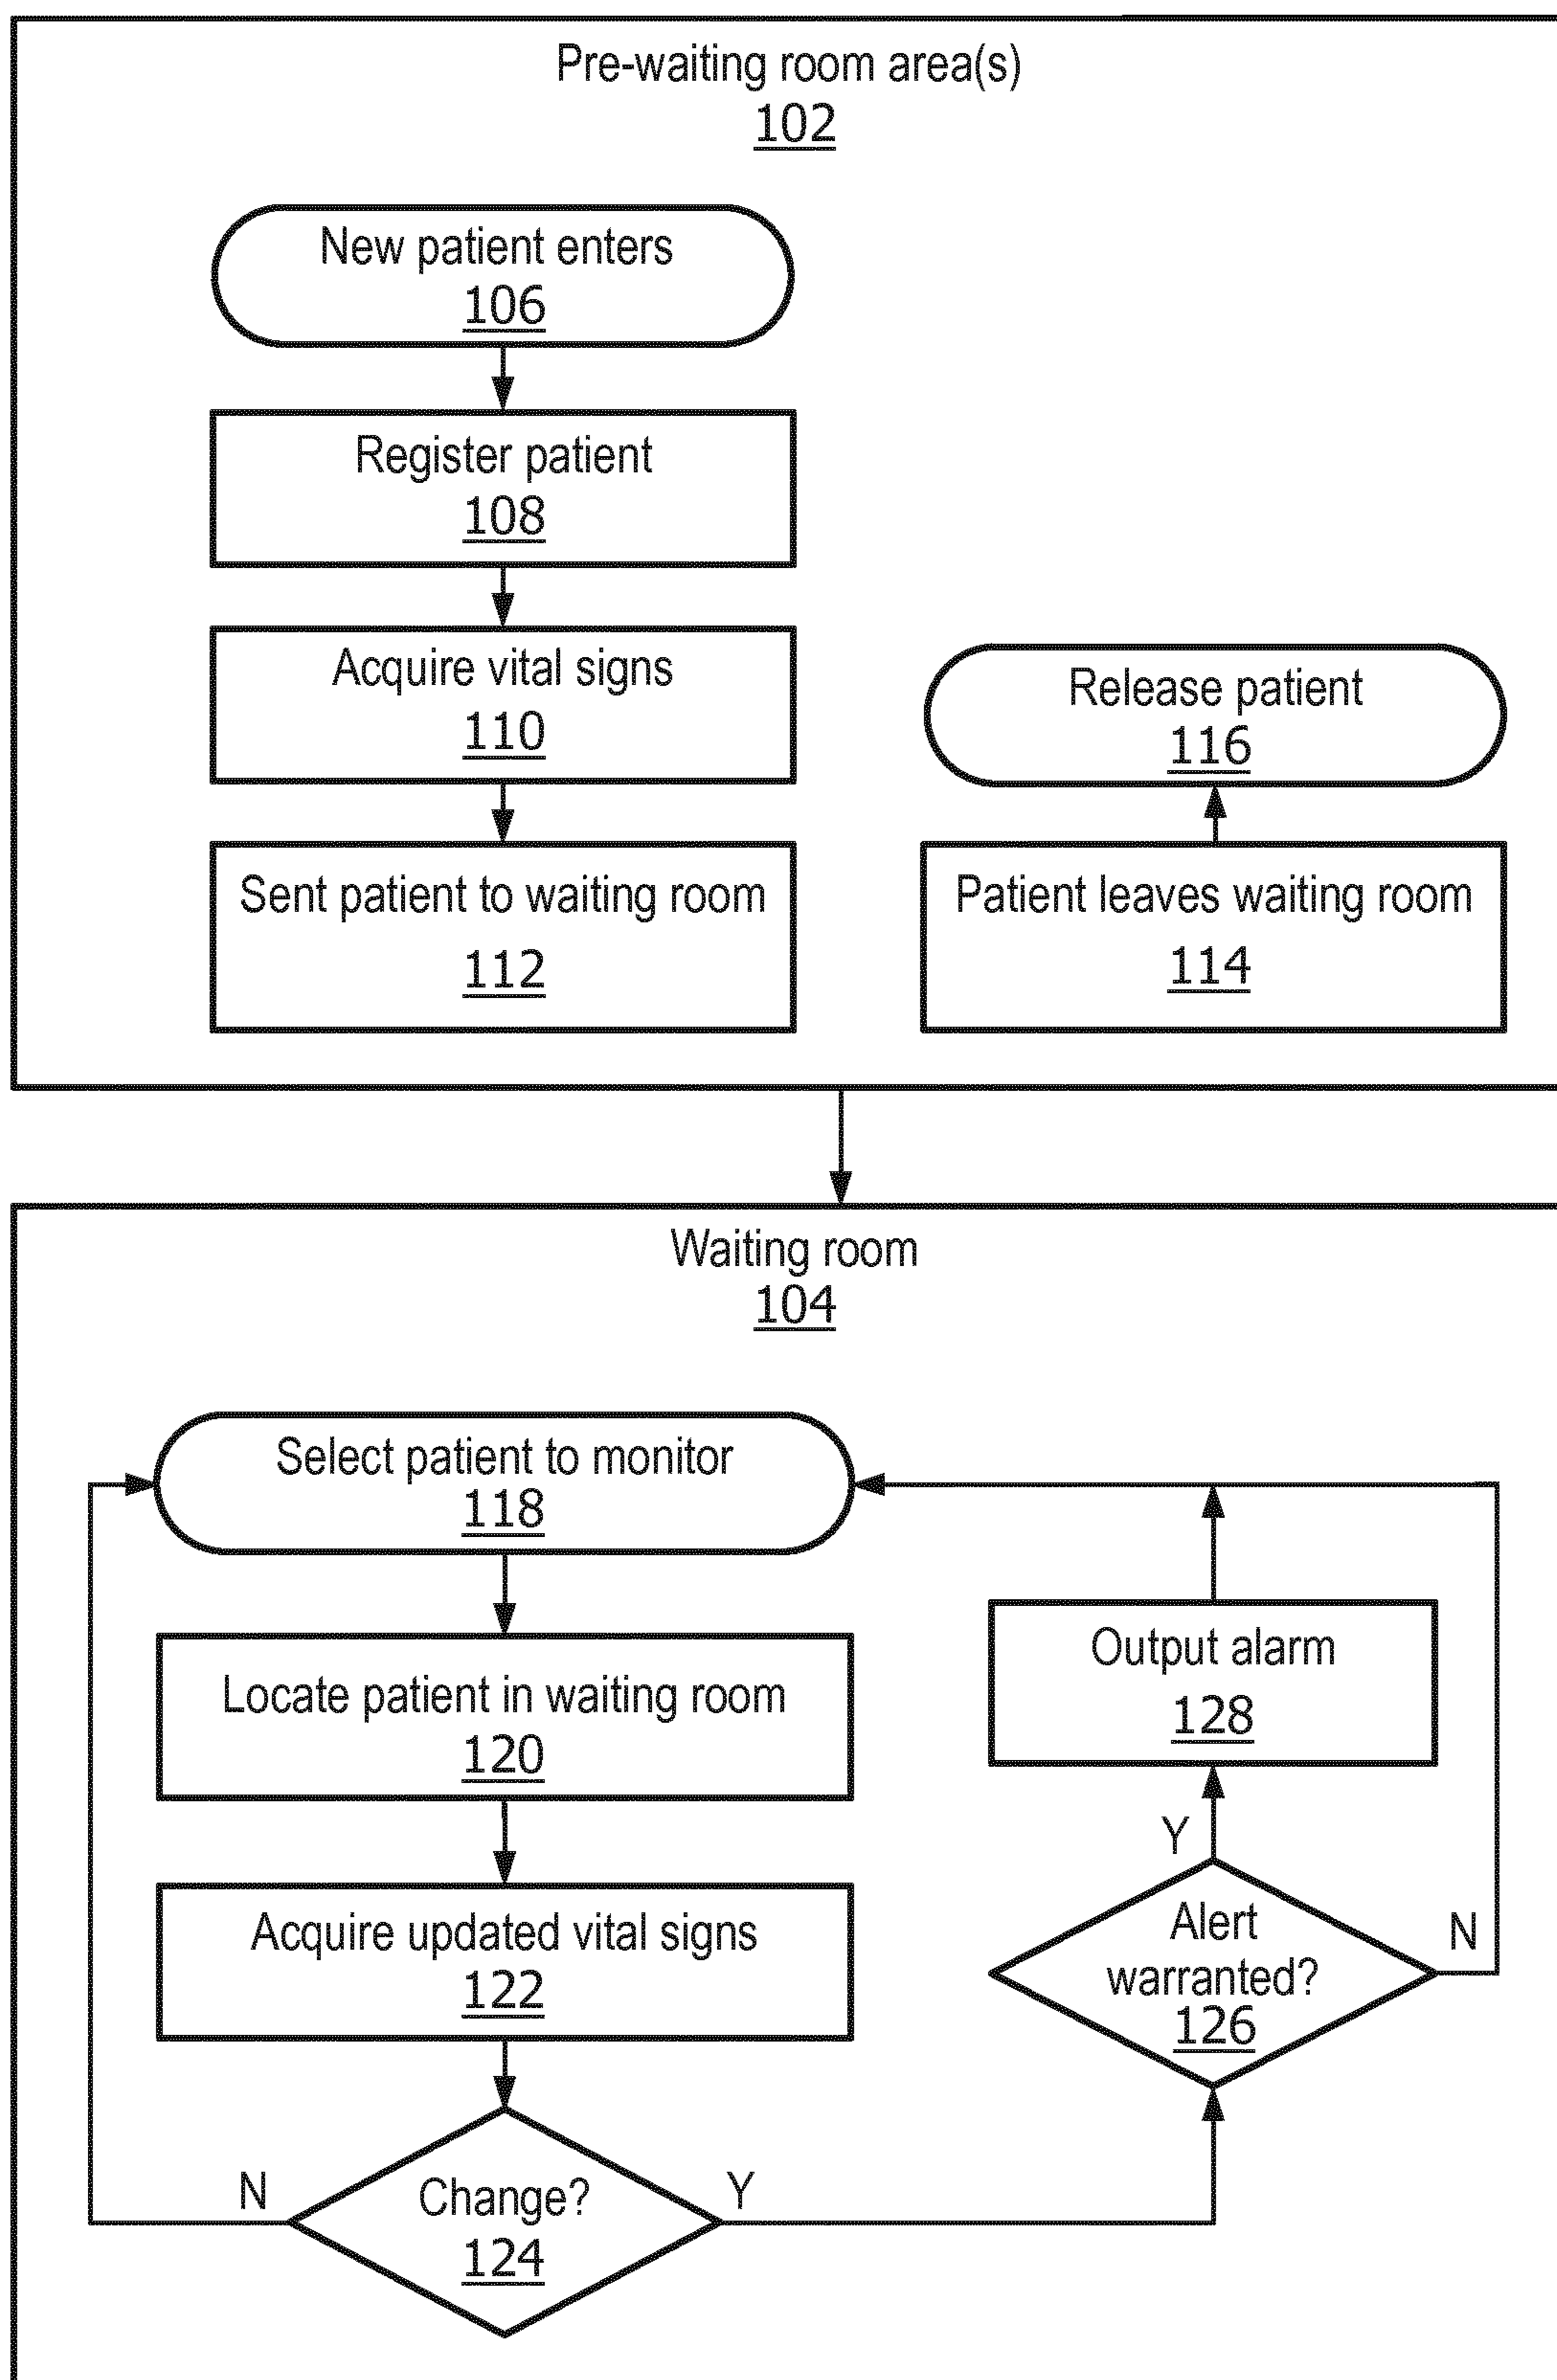 Pre-waiting room area(s)
102
New patient enters
106
Register patient
108
Acquire vital signs
110
Sent patient to waiting room
112
Release patient
116
Patient leaves waiting room
114
Waiting room
104
Select patient to monitor
118
Locate patient in waiting room
120
Acquire updated vital signs
122
N
Change?
124
Y
Output alarm
128
Y
Alert
warranted?
126
N